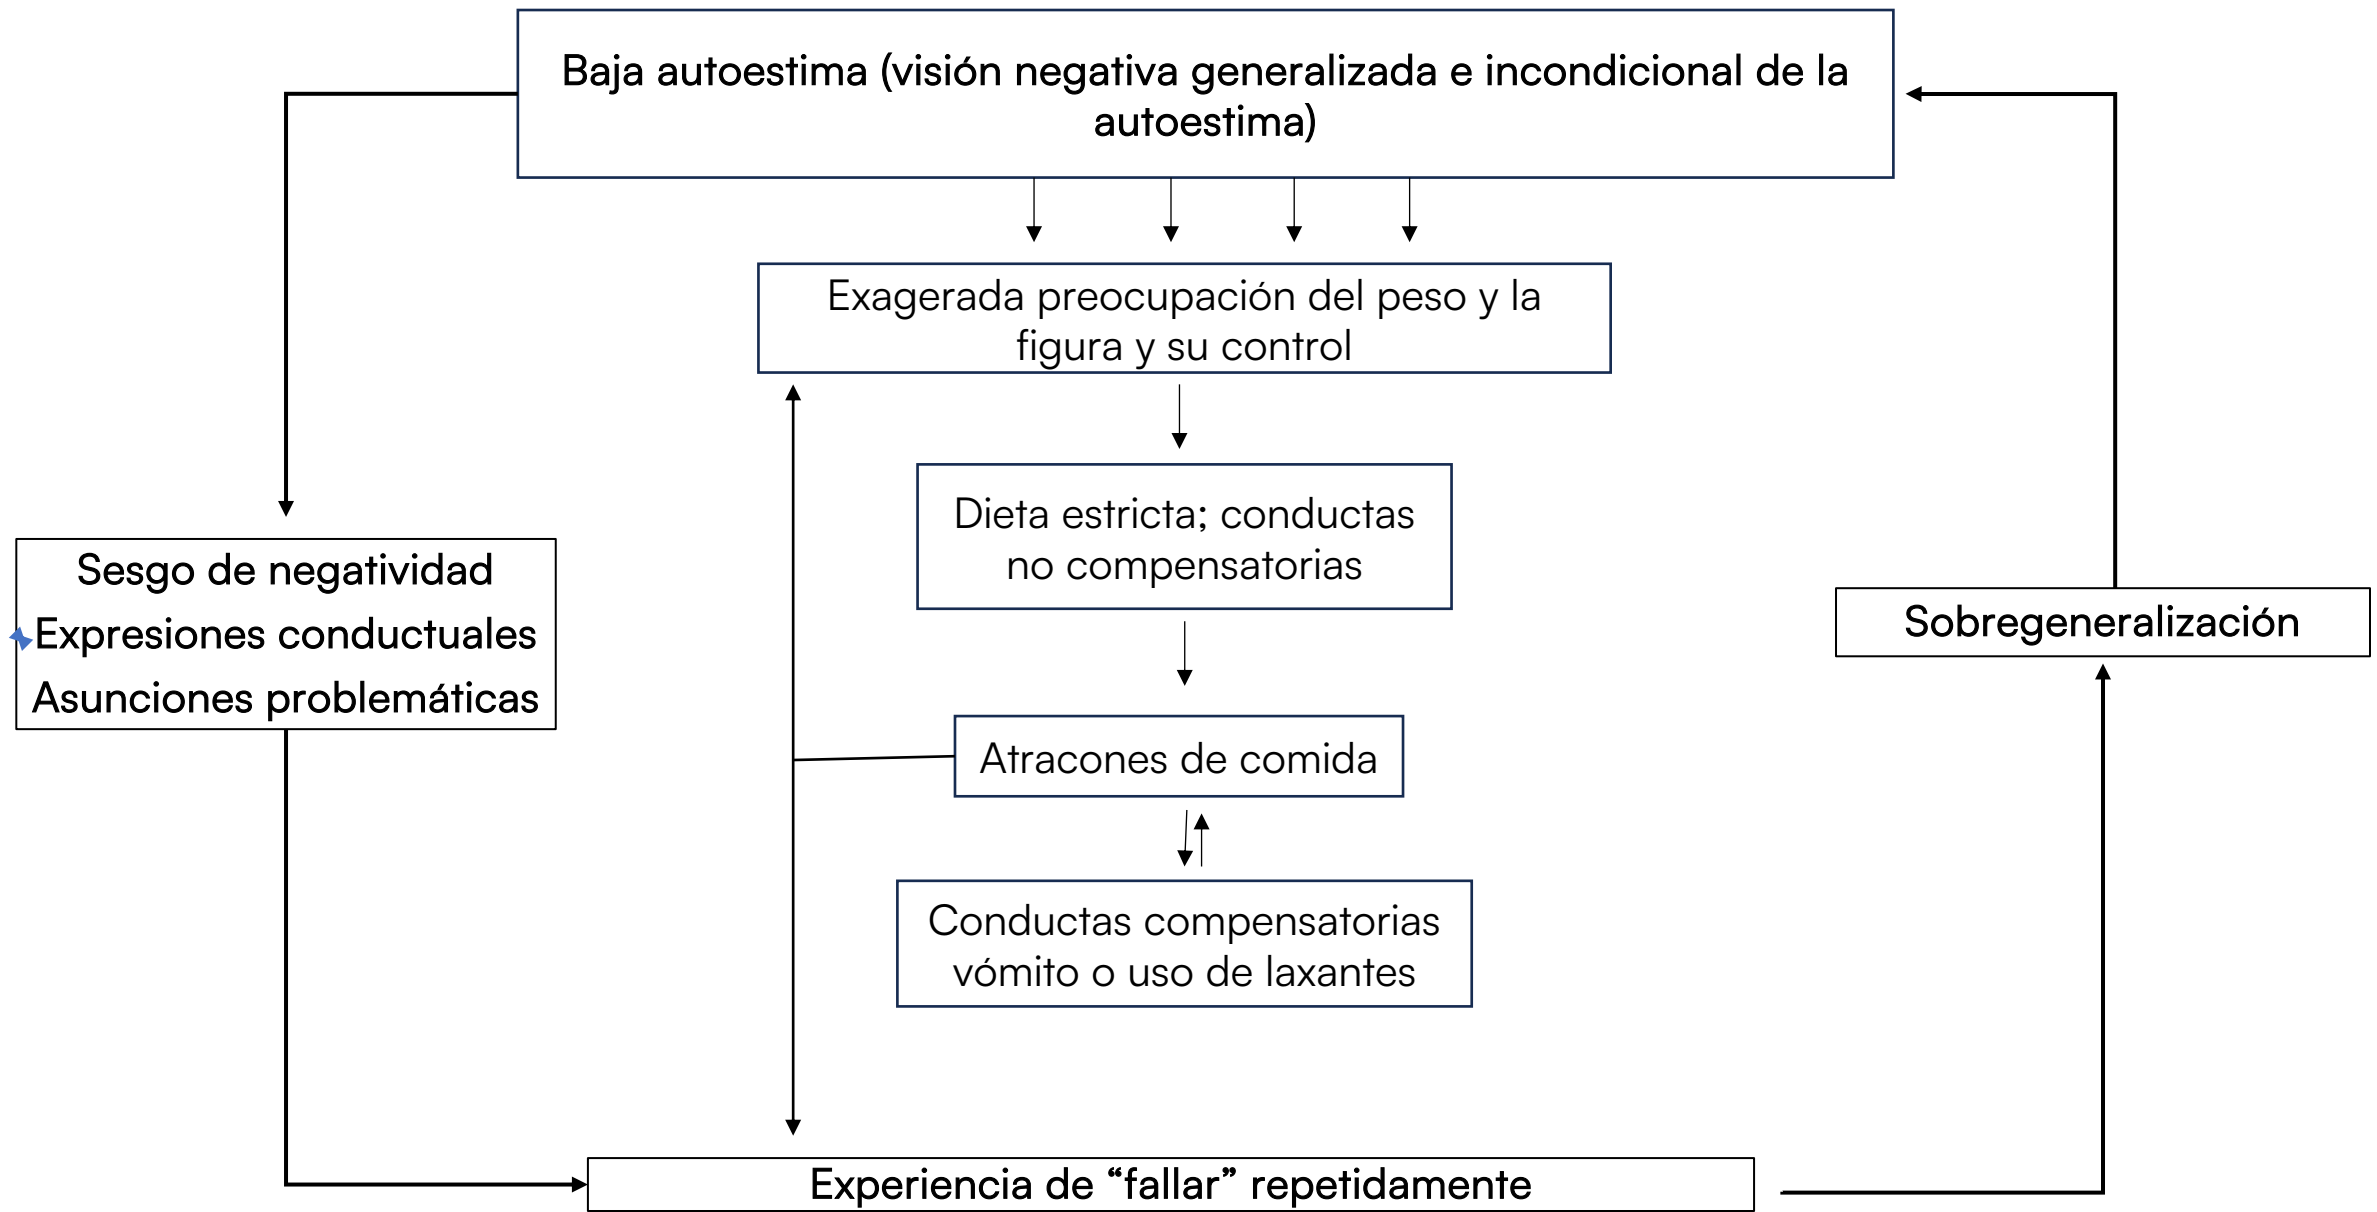 Baja autoestima (visión negativa generalizada e incondicional de la
autoestima)
Exagerada preocupación del peso y la
figura y su control
Dieta estricta; conductas
no compensatorias
Sesgo de negatividad
Expresiones conductuales
Asunciones problemáticas
Sobregeneralización
Atracones de comida
Conductas compensatorias
vómito o uso de laxantes
Experiencia de “fallar” repetidamente